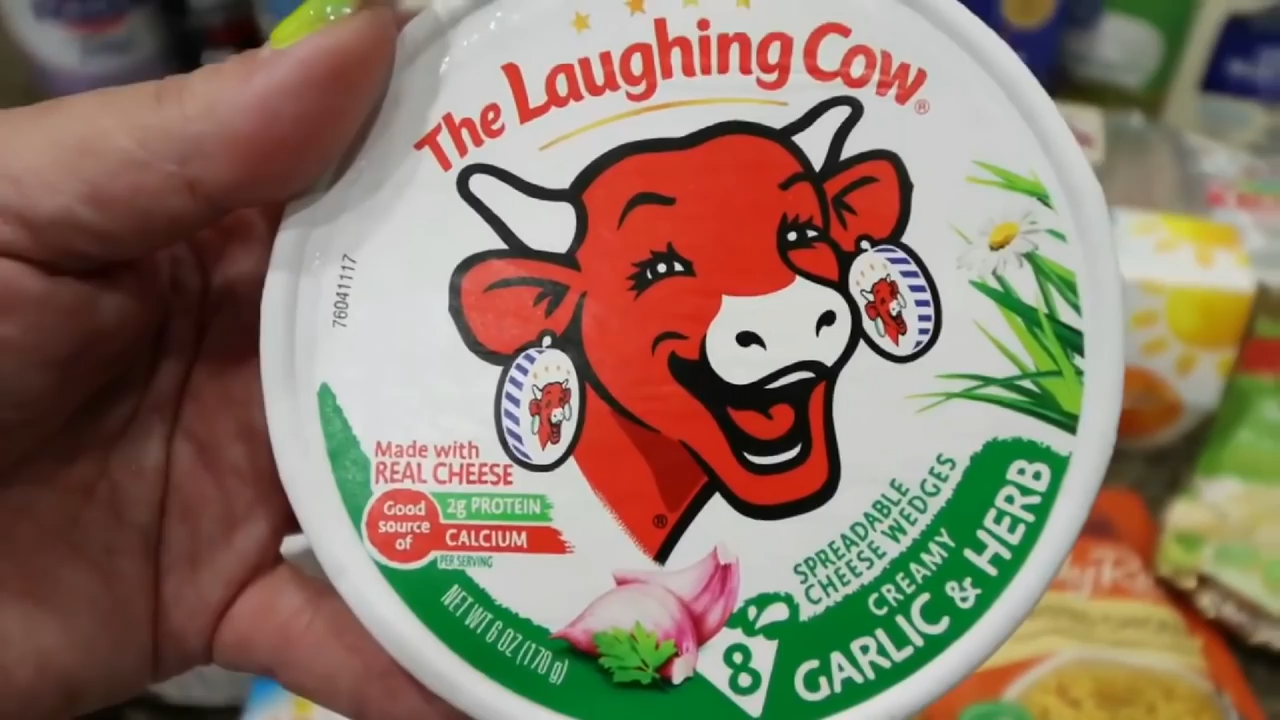 The Laughing Cow®
76041117
Made with
REAL CHEESE
Good
source
of
2g PROTEIN
CALCIUM
PER SERVING
®
NET WT 6 OZ (170 g)
8
SPREADABLE
CHEESE WEDGES
CREAMY
GARLIC & HERB